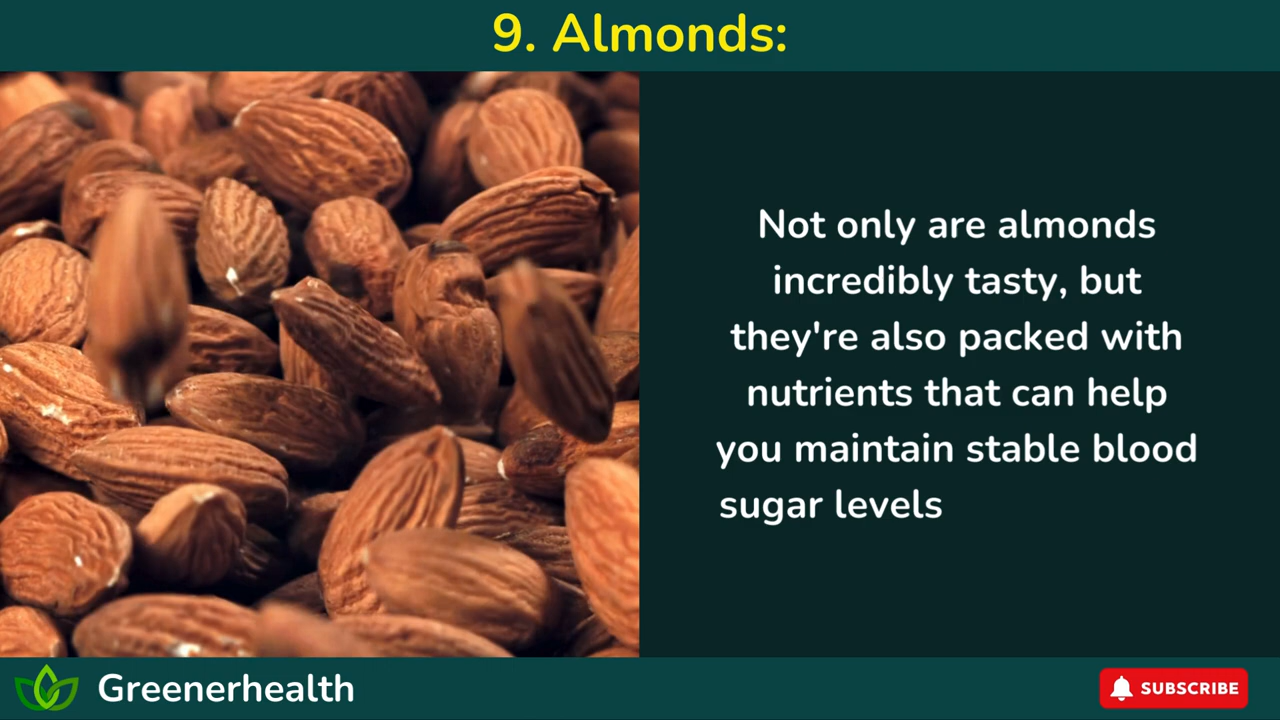 9. Almonds:
Not only are almonds
incredibly tasty, but
they're also packed with
nutrients that can help
you maintain stable blood
sugar levels
Greenerhealth
SUBSCRIBE